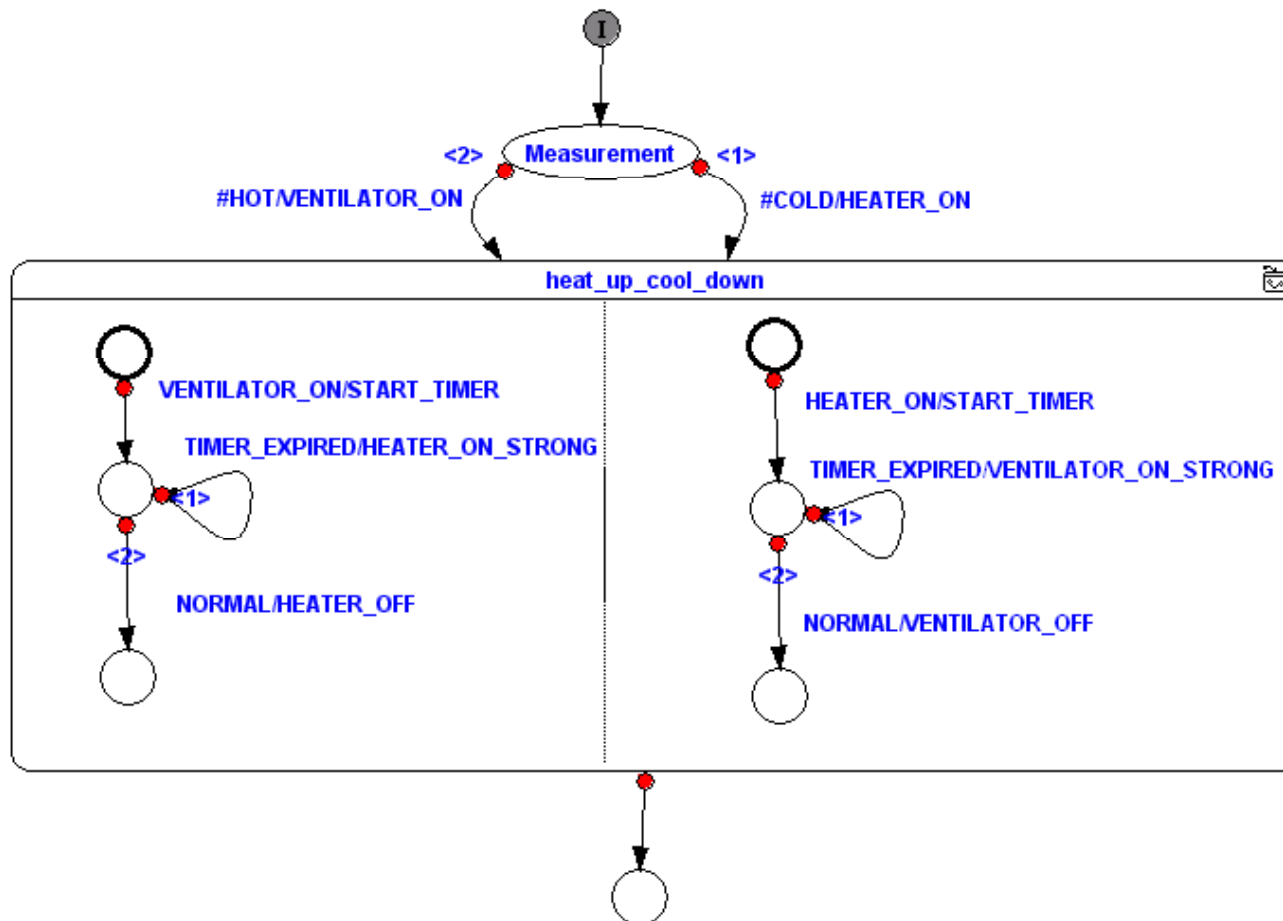 I
<2>
Measurement
<1>
#HOT/VENTILATOR_ON
#COLD/HEATER_ON
heat_up_cool_down
VENTILATOR_ON/START_TIMER
TIMER_EXPIRED/HEATER_ON_STRONG
<1>
<2>
NORMAL/HEATER_OFF
HEATER_ON/START_TIMER
TIMER_EXPIRED/VENTILATOR_ON_STRONG
<1>
<2>
NORMAL/VENTILATOR_OFF